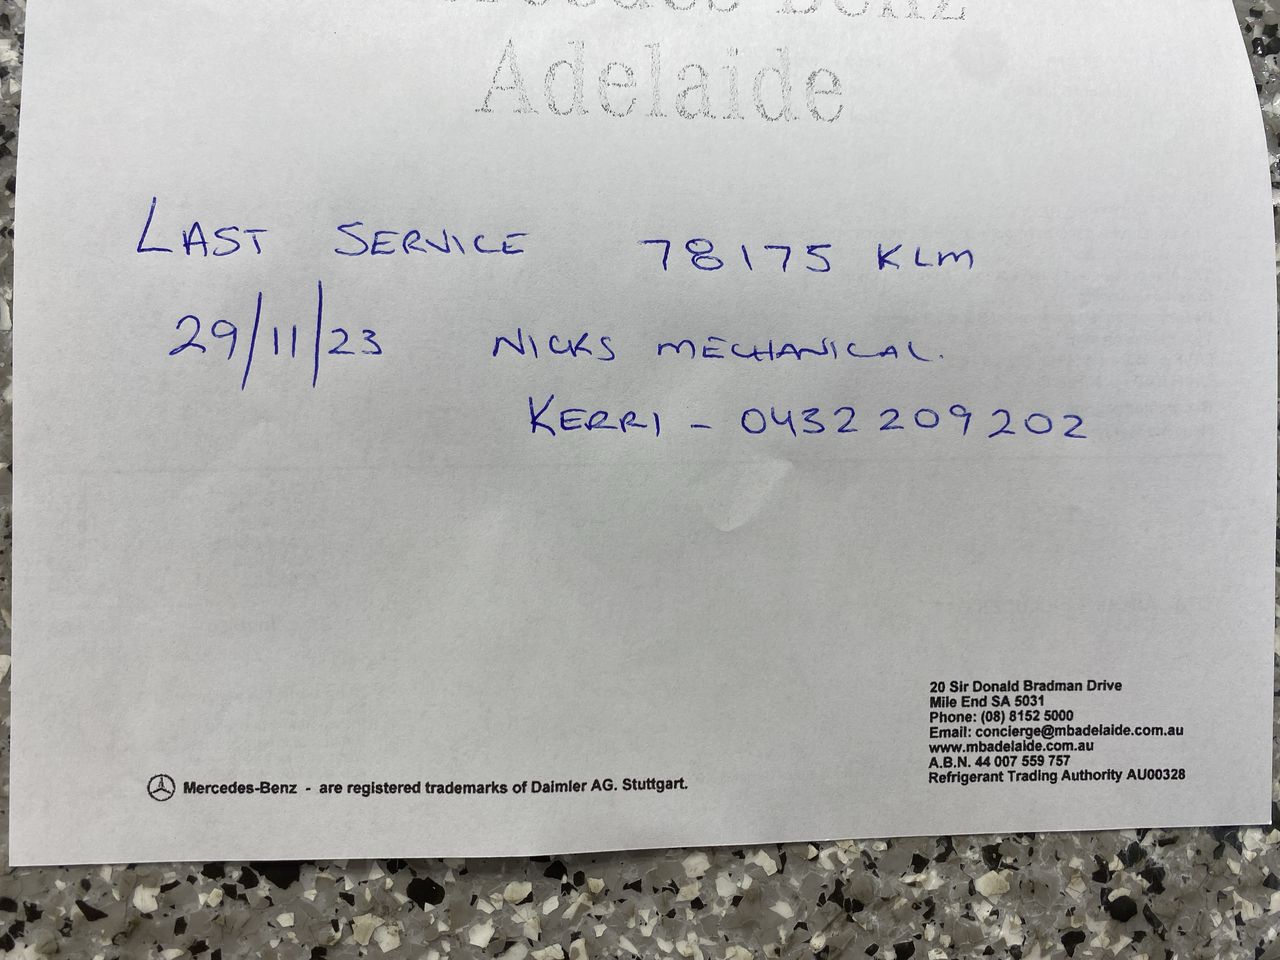 Benz
Adelaide
LAST SERVICE 78175 KLM
29/11/23 NICKS MECHANICAL.
KERRI - 0432 209 202
20 Sir Donald Bradman Drive
Mile End SA 5031
Phone: (08) 8152 5000
Email: concierge@mbadelaide.com.au
www.mbadelaide.com.au
A.B.N. 44 007 559 757
Refrigerant Trading Authority AU00328
Mercedes-Benz - are registered trademarks of Daimler AG. Stuttgart.